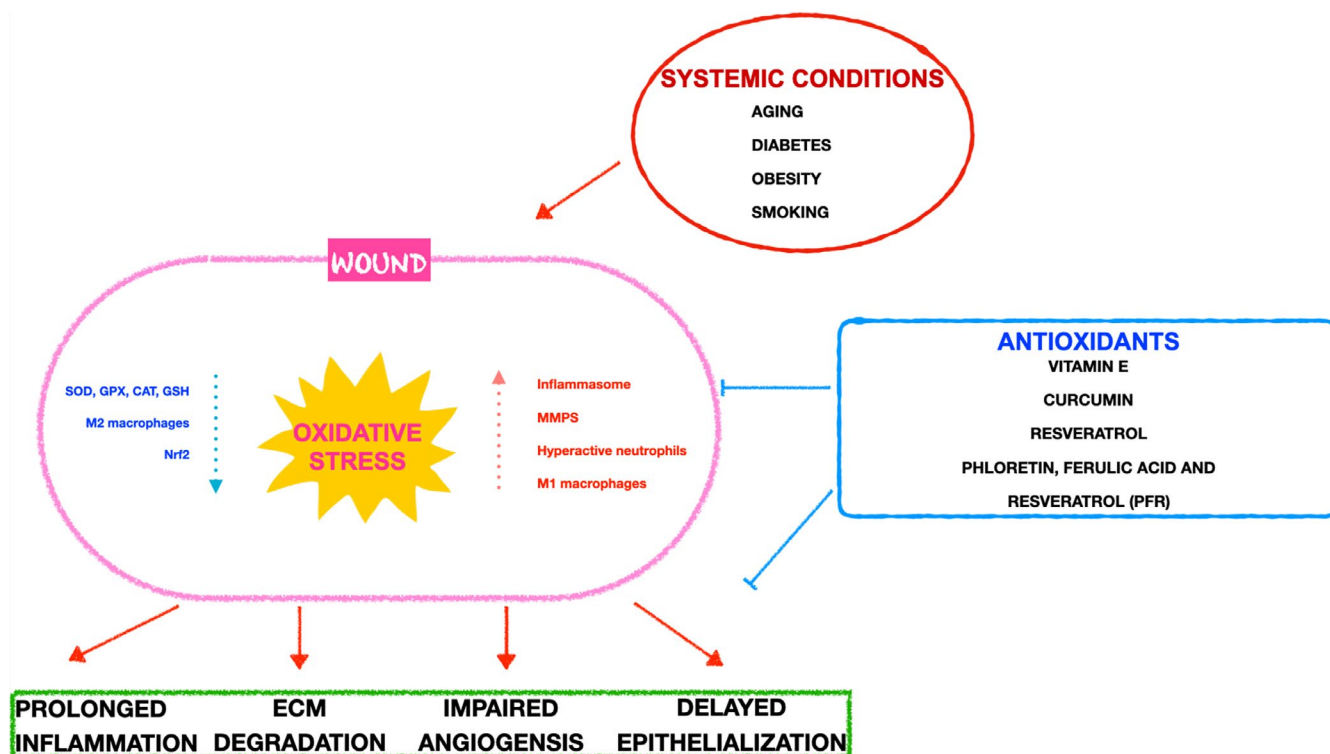 SYSTEMIC CONDITIONS
AGING
DIABETES
OBESITY
SMOKING
WOUND
SOD, GPX, CAT, GSH
M2 macrophages
Nrf2
OXIDATIVE
STRESS
Inflammasome
MMPS
Hyperactive neutrophils
M1 macrophages
ANTIOXIDANTS
VITAMIN E
CURCUMIN
RESVERATROL
PHLORETIN, FERULIC ACID AND
RESVERATROL (PFR)
PROLONGED
INFLAMMATION
ECM
DEGRADATION
IMPAIRED
ANGIOGENSIS
DELAYED
EPITHELIALIZATION